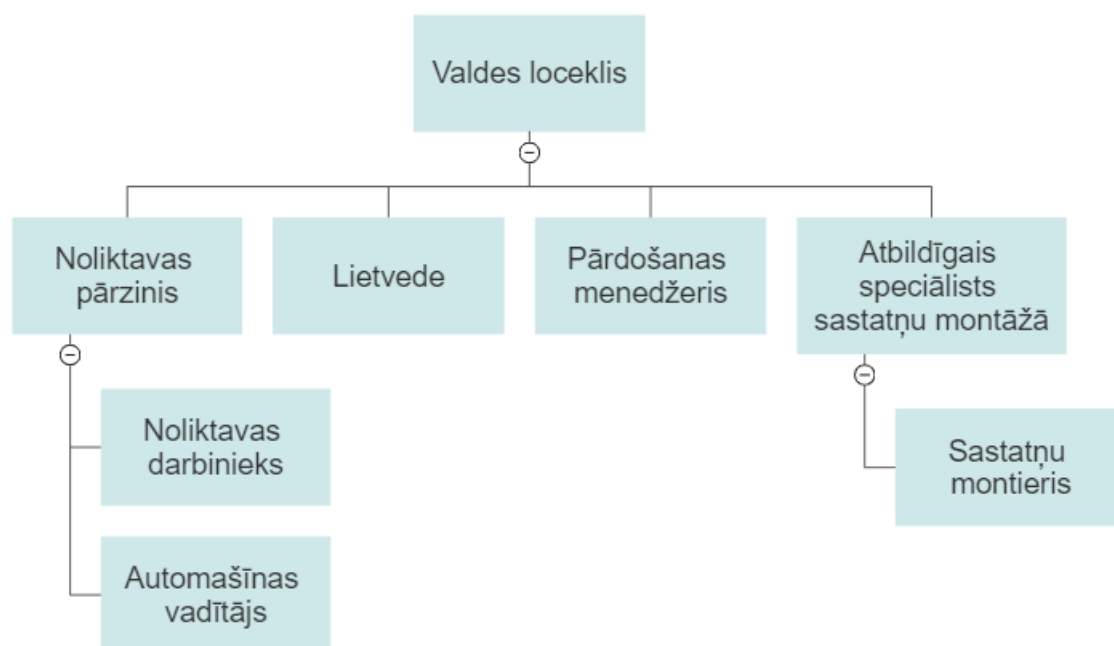 Valdes loceklis
Noliktavas
pārzinis
Lietvede
Pārdošanas
menedžeris
Atbildīgais
speciālists
sastatņu montāžā
Noliktavas
darbinieks
Automašīnas
vadītājs
Sastatņu
montieris